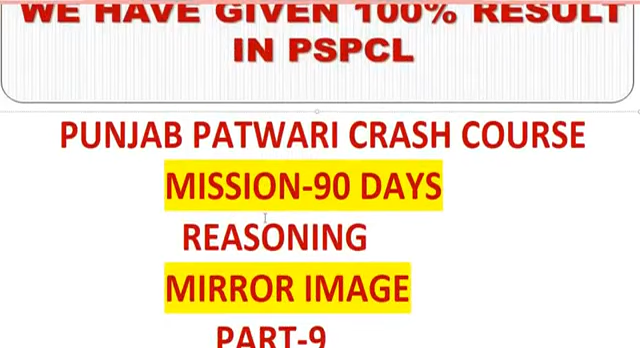 WE HAVE GIVEN 100% RESULT
IN PSPCL
PUNJAB PATWARI CRASH COURSE
MISSION-90 DAYS
REASONING
MIRROR IMAGE
PART-9